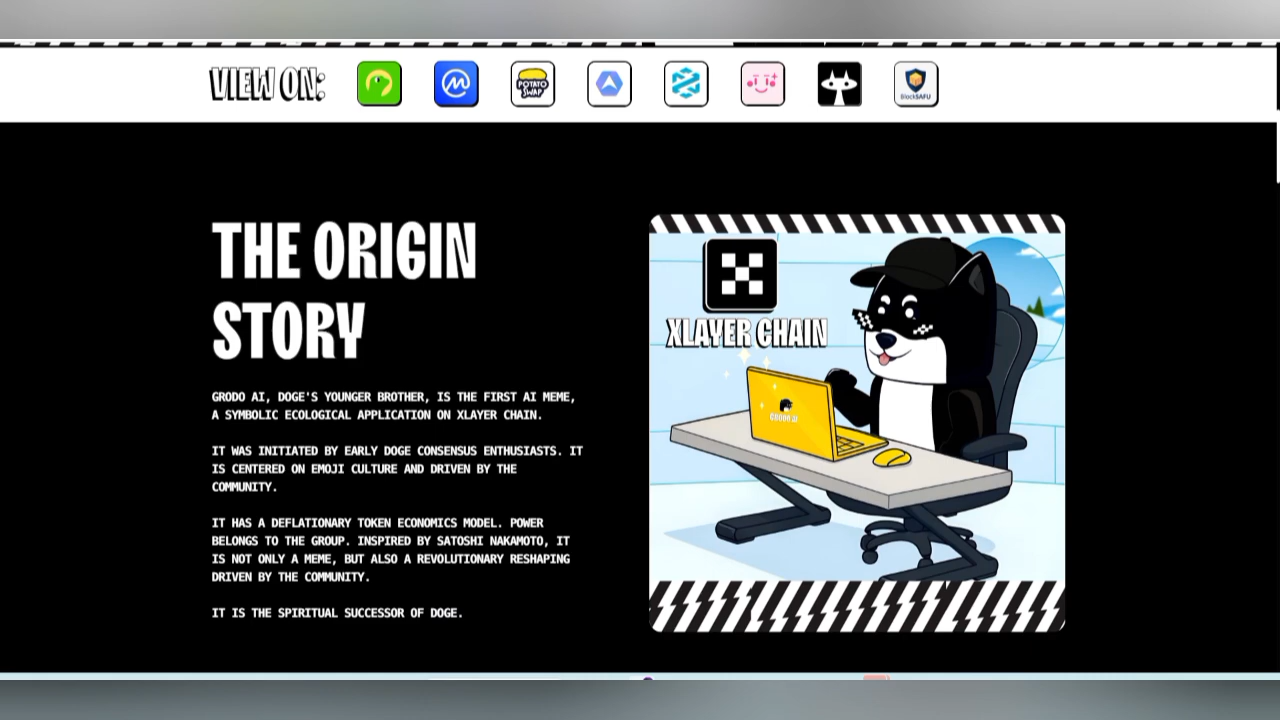 VIEW ON:
POTATO
SWAP
BlockSAFU
THE ORIGIN
STORY
GRODO AI, DOGE'S YOUNGER BROTHER, IS THE FIRST AI MEME,
A SYMBOLIC ECOLOGICAL APPLICATION ON XLAYER CHAIN.
IT WAS INITIATED BY EARLY DOGE CONSENSUS ENTHUSIASTS. IT
IS CENTERED ON EMOJI CULTURE AND DRIVEN BY THE
COMMUNITY.
IT HAS A DEFLATIONARY TOKEN ECONOMICS MODEL. POWER
BELONGS TO THE GROUP. INSPIRED BY SATOSHI NAKAMOTO, IT
IS NOT ONLY A MEME, BUT ALSO A REVOLUTIONARY RESHAPING
DRIVEN BY THE COMMUNITY.
IT IS THE SPIRITUAL SUCCESSOR OF DOGE.
XLAYER CHAIN
GRODO AI